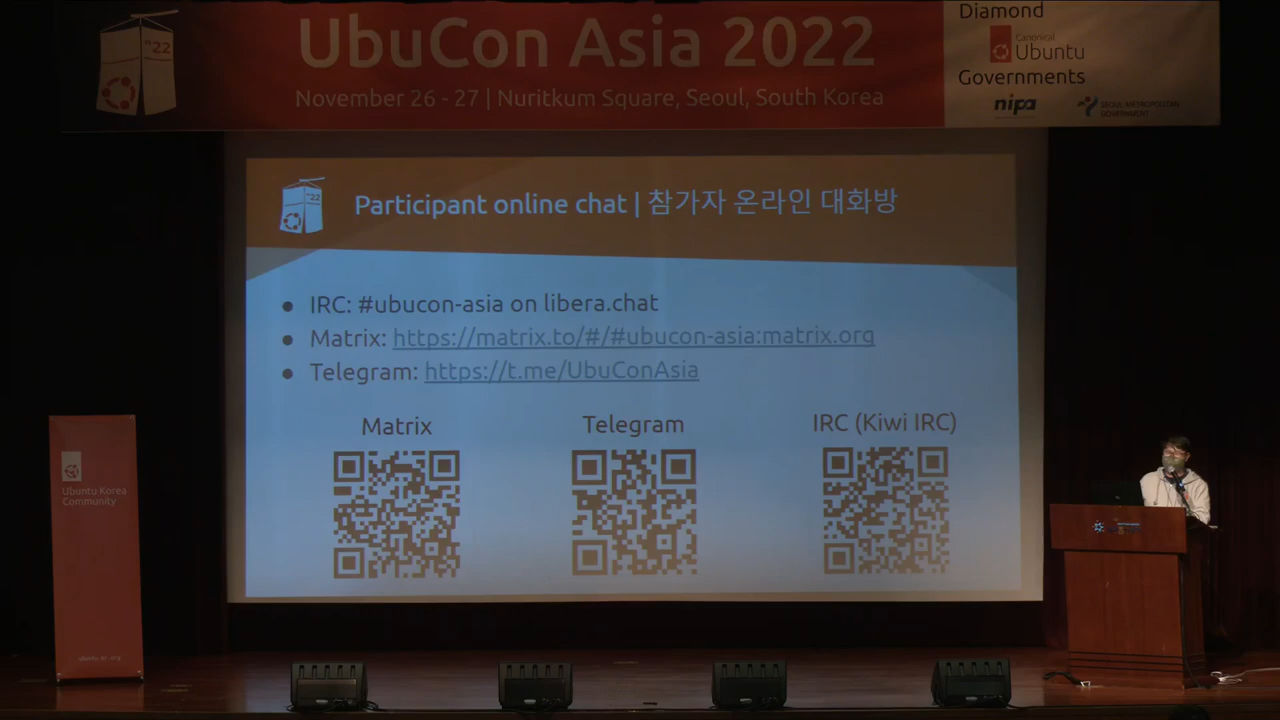 UbuCon Asia 2022
November 26 - 27 | Nuritkum Square, Seoul, South Korea
"22
Diamond
Canonical
Ubuntu
Governments
nipa
SEOUL METROPOLITAN
GOVERNMENT
"22
Participant online chat | 참가자 온라인 대화방
● IRC: #ubucon-asia on libera.chat
● Matrix: https://matrix.to/#/#ubucon-asia:matrix.org
● Telegram: https://t.me/UbuConAsia
Matrix
Telegram
IRC (Kiwi IRC)
Ubuntu Korea
Community